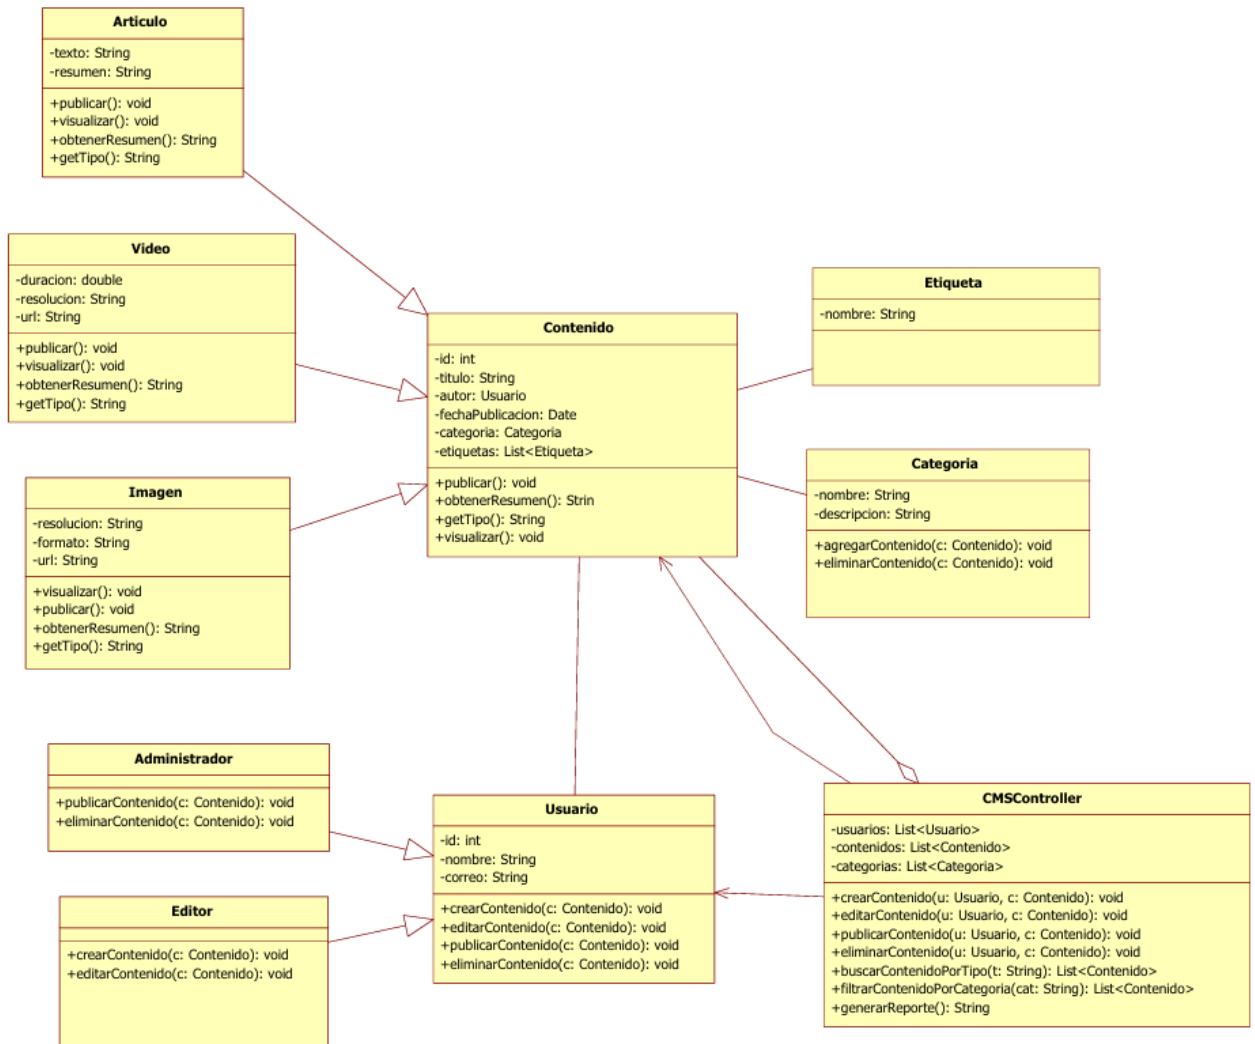 Articulo
-texto: String
-resumen: String
+publicar(): void
+visualizar(): void
+obtenerResumen(): String
+getTipo(): String
Video
-duracion: double
-resolucion: String
-url: String
+publicar(): void
+visualizar(): void
+obtenerResumen(): String
+getTipo(): String
Imagen
-resolucion: String
-formato: String
-url: String
+visualizar(): void
+publicar(): void
+obtenerResumen(): String
+getTipo(): String
Contenido
-id: int
-titulo: String
-autor: Usuario
-fechaPublicacion: Date
-categoria: Categoria
-etiquetas: List<Etiqueta>
+publicar(): void
+obtenerResumen(): Strin
+getTipo(): String
+visualizar(): void
Etiqueta
-nombre: String
Categoria
-nombre: String
-descripcion: String
+agregarContenido(c: Contenido): void
+eliminarContenido(c: Contenido): void
Administrador
+publicarContenido(c: Contenido): void
+eliminarContenido(c: Contenido): void
Editor
+crearContenido(c: Contenido): void
+editarContenido(c: Contenido): void
Usuario
-id: int
-nombre: String
-correo: String
+crearContenido(c: Contenido): void
+editarContenido(c: Contenido): void
+publicarContenido(c: Contenido): void
+eliminarContenido(c: Contenido): void
CMSController
-usuarios: List<Usuario>
-contenidos: List<Contenido>
-categorias: List<Categoria>
+crearContenido(u: Usuario, c: Contenido): void
+editarContenido(u: Usuario, c: Contenido): void
+publicarContenido(u: Usuario, c: Contenido): void
+eliminarContenido(u: Usuario, c: Contenido): void
+buscarContenidoPorTipo(t: String): List<Contenido>
+filtrarContenidoPorCategoria(cat: String): List<Contenido>
+generarReporte(): String